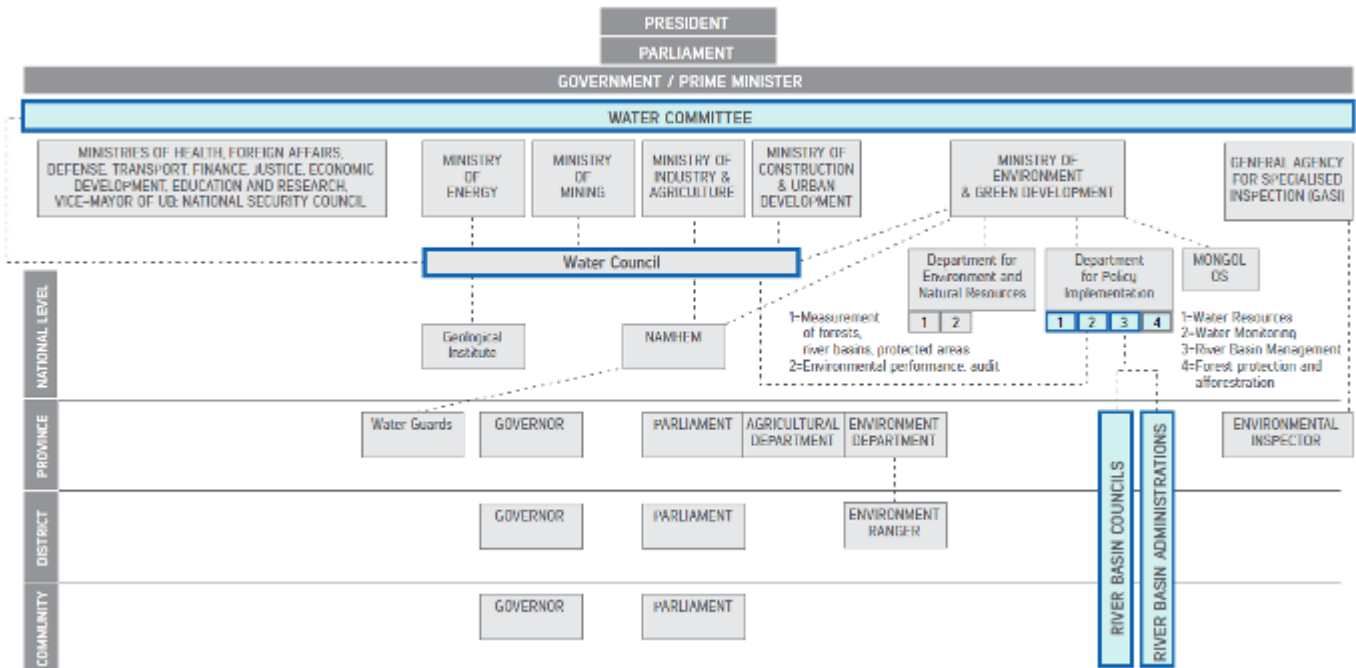 PRESIDENT
PARLIAMENT
GOVERNMENT / PRIME MINISTER
WATER COMMITTEE
MINISTRIES OF HEALTH, FOREIGN AFFAIRS,
DEFENSE, TRANSPORT, FINANCE, JUSTICE, ECONOMIC
DEVELOPMENT, EDUCATION AND RESEARCH,
VICE-MAYOR OF UB: NATIONAL SECURITY COUNCIL
MINISTRY
OF
ENERGY
MINISTRY
OF
MINING
MINISTRY OF
INDUSTRY &
AGRICULTURE
MINISTRY OF
CONSTRUCTION
& URBAN
DEVELOPMENT
MINISTRY OF
ENVIRONMENT
& GREEN DEVELOPMENT
GENERAL AGENCY
FOR SPECIALISED
INSPECTION (GASI)
Water Council
Department for
Environment and
Natural Resources
1 2
Department
for Policy
Implementation
1 2 3 4
MONGOL
OS
1=Measurement
of forests,
river basins, protected areas
2=Environmental performance, audit
1=Water Resources
2=Water Monitoring
3=River Basin Management
4=Forest protection and
afforestration
NATIONAL LEVEL
Geological
Institute
NAMHEM
PROVINCE
Water Guards
GOVERNOR
PARLIAMENT
AGRICULTURAL
DEPARTMENT
ENVIRONMENT
DEPARTMENT
RIVER BASIN COUNCILS
RIVER BASIN ADMINISTRATIONS
ENVIRONMENTAL
INSPECTOR
DISTRICT
GOVERNOR
PARLIAMENT
ENVIRONMENT
RANGER
COMMUNITY
GOVERNOR
PARLIAMENT